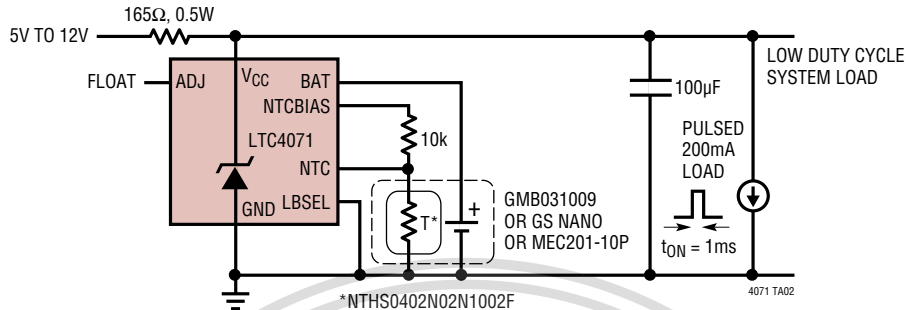 165Ω, 0.5W
5V TO 12V
FLOAT
ADJ
VCC
BAT
NTCBIAS
LTC4071
10k
NTC
GND
LBSEL
T*
+
GMB031009
OR GS NANO
OR MEC201-10P
100µF
LOW DUTY CYCLE
SYSTEM LOAD
PULSED
200mA
LOAD
tON = 1ms
*NTHS0402N02N1002F
4071 TA02